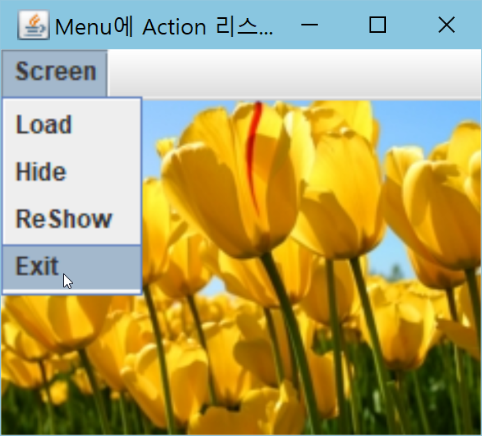 Menu에 Action 리스...
Screen
Load
Hide
ReShow
Exit